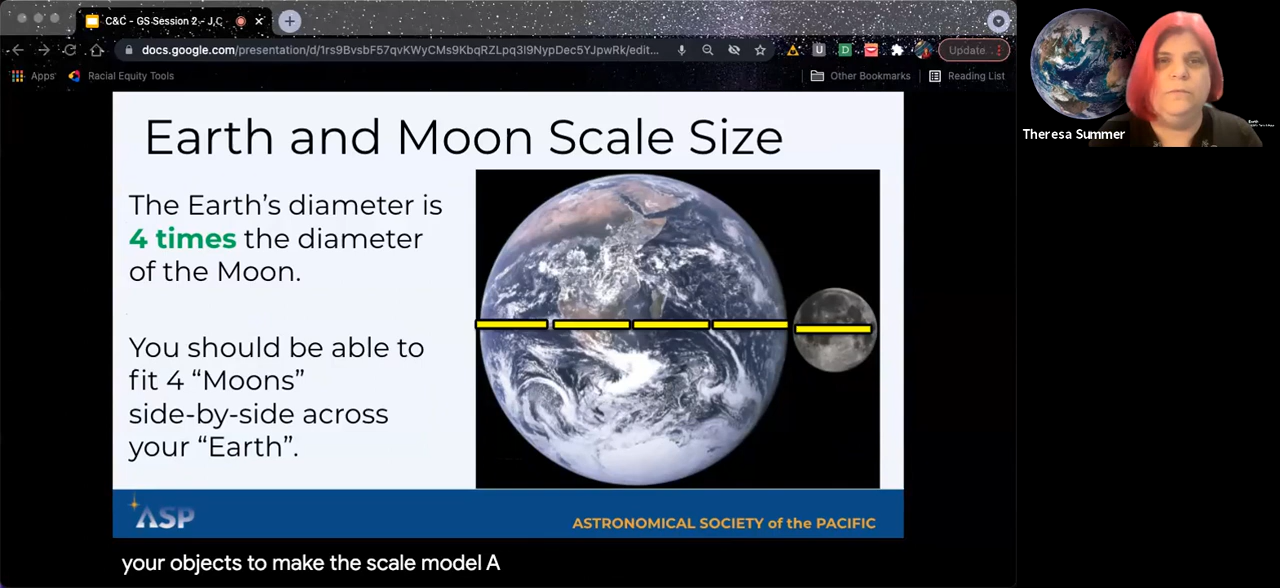 C&C - GS Session 2 - J,C
docs.google.com/presentation/d/1rs9BvsbF57qvKWyCMs9KbqRZLpq3I9NypDec5YJpwRk/edit...
Update
Apps
Racial Equity Tools
Other Bookmarks
Reading List
Theresa Summer
Earth and Moon Scale Size
The Earth's diameter is
4 times the diameter
of the Moon.
You should be able to
fit 4 “Moons”
side-by-side across
your “Earth”.
ASP
ASTRONOMICAL SOCIETY of the PACIFIC
your objects to make the scale model A